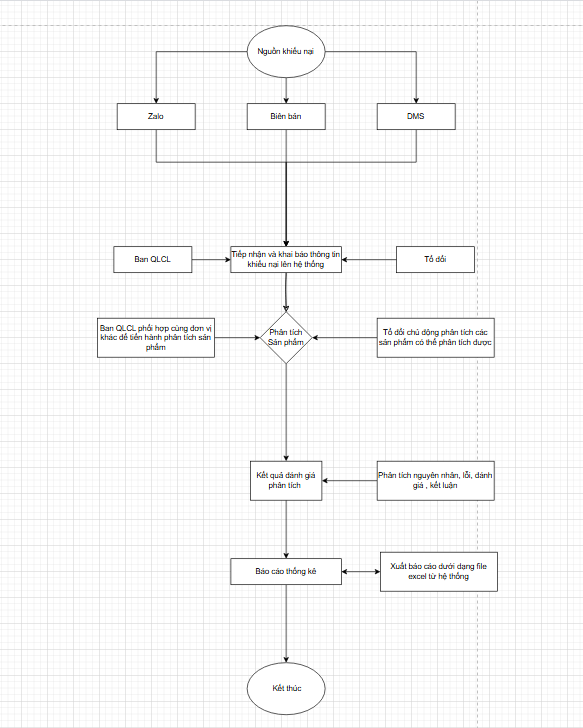 Nguồn khiếu nại
Zalo
Biên bản
DMS
Ban QLCL
Tiếp nhận và khai báo thông tin
khiếu nại lên hệ thống
Tổ đổi
Ban QLCL phối hợp cùng đơn vị
khác để tiến hành phân tích sản
phẩm
Phân tích
Sản phẩm
Tổ đổi chủ động phân tích các
sản phẩm có thể phân tích được
Kết quả đánh giá
phân tích
Phân tích nguyên nhân, lỗi, đánh
giá , kết luận
Báo cáo thống kê
Xuất báo cáo dưới dạng file
excel từ hệ thống
Kết thúc